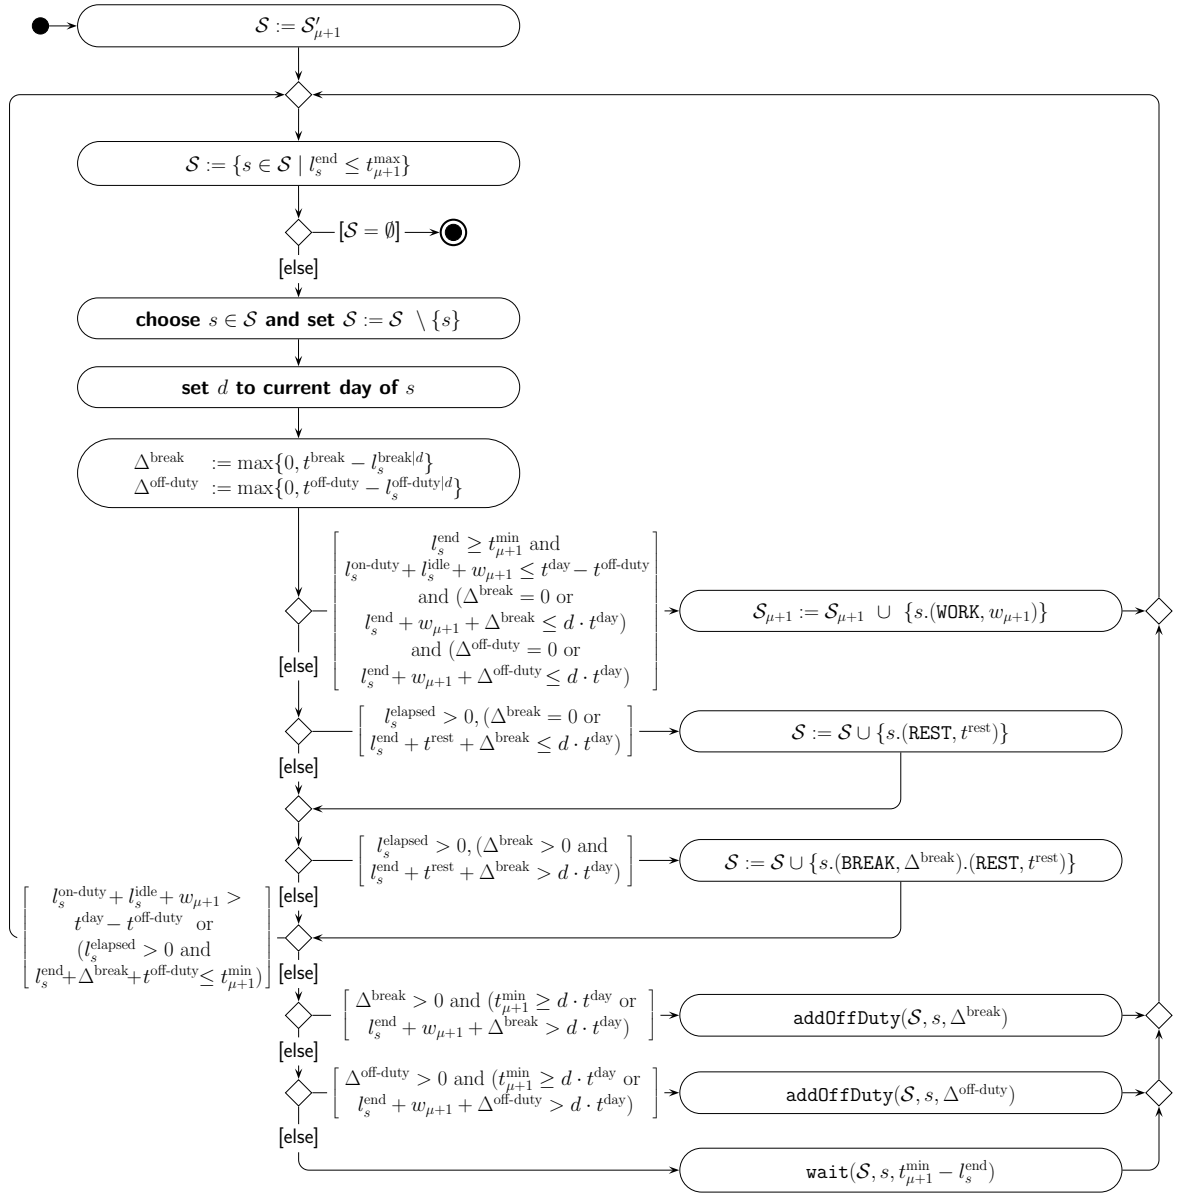 𝒮 := 𝒮′_{μ+1}
𝒮 := {s ∈ 𝒮 | l_s^{end} ≤ t_{μ+1}^{max}}
[𝒮 = ∅]
[else]
choose s ∈ 𝒮 and set 𝒮 := 𝒮 \ {s}
set d to current day of s
Δ^{break} := max{0, t^{break} − l_s^{break|d}}
Δ^{off-duty} := max{0, t^{off-duty} − l_s^{off-duty|d}}
l_s^{end} ≥ t_{μ+1}^{min} and
l_s^{on-duty} + l_s^{idle} + w_{μ+1} ≤ t^{day} − t^{off-duty}
and (Δ^{break} = 0 or
l_s^{end} + w_{μ+1} + Δ^{break} ≤ d · t^{day})
and (Δ^{off-duty} = 0 or
l_s^{end} + w_{μ+1} + Δ^{off-duty} ≤ d · t^{day})
𝒮_{μ+1} := 𝒮_{μ+1} ∪ {s.(WORK, w_{μ+1})}
[else]
l_s^{elapsed} > 0, (Δ^{break} = 0 or
l_s^{end} + t^{rest} + Δ^{break} ≤ d · t^{day})
𝒮 := 𝒮 ∪ {s.(REST, t^{rest})}
[else]
l_s^{elapsed} > 0, (Δ^{break} > 0 and
l_s^{end} + t^{rest} + Δ^{break} > d · t^{day})
𝒮 := 𝒮 ∪ {s.(BREAK, Δ^{break}).(REST, t^{rest})}
[else]
l_s^{on-duty} + l_s^{idle} + w_{μ+1} >
t^{day} − t^{off-duty} or
(l_s^{elapsed} > 0 and
l_s^{end} + Δ^{break} + t^{off-duty} ≤ t_{μ+1}^{min})
[else]
Δ^{break} > 0 and (t_{μ+1}^{min} ≥ d · t^{day} or
l_s^{end} + w_{μ+1} + Δ^{break} > d · t^{day})
addOffDuty(𝒮, s, Δ^{break})
[else]
Δ^{off-duty} > 0 and (t_{μ+1}^{min} ≥ d · t^{day} or
l_s^{end} + w_{μ+1} + Δ^{off-duty} > d · t^{day})
addOffDuty(𝒮, s, Δ^{off-duty})
[else]
wait(𝒮, s, t_{μ+1}^{min} − l_s^{end})